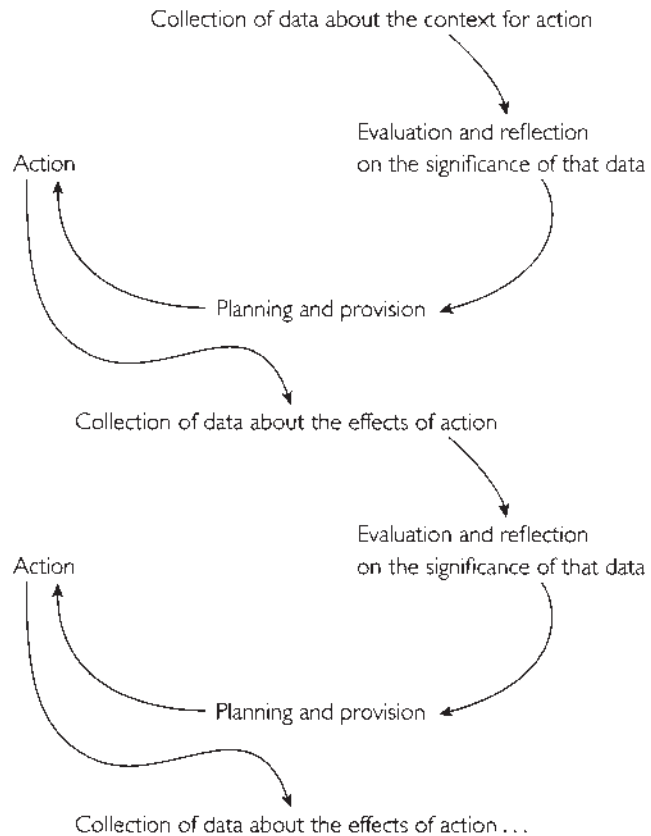 Collection of data about the context for action
Evaluation and reflection
on the significance of that data
Action
Planning and provision
Collection of data about the effects of action
Evaluation and reflection
on the significance of that data
Action
Planning and provision
Collection of data about the effects of action . . .